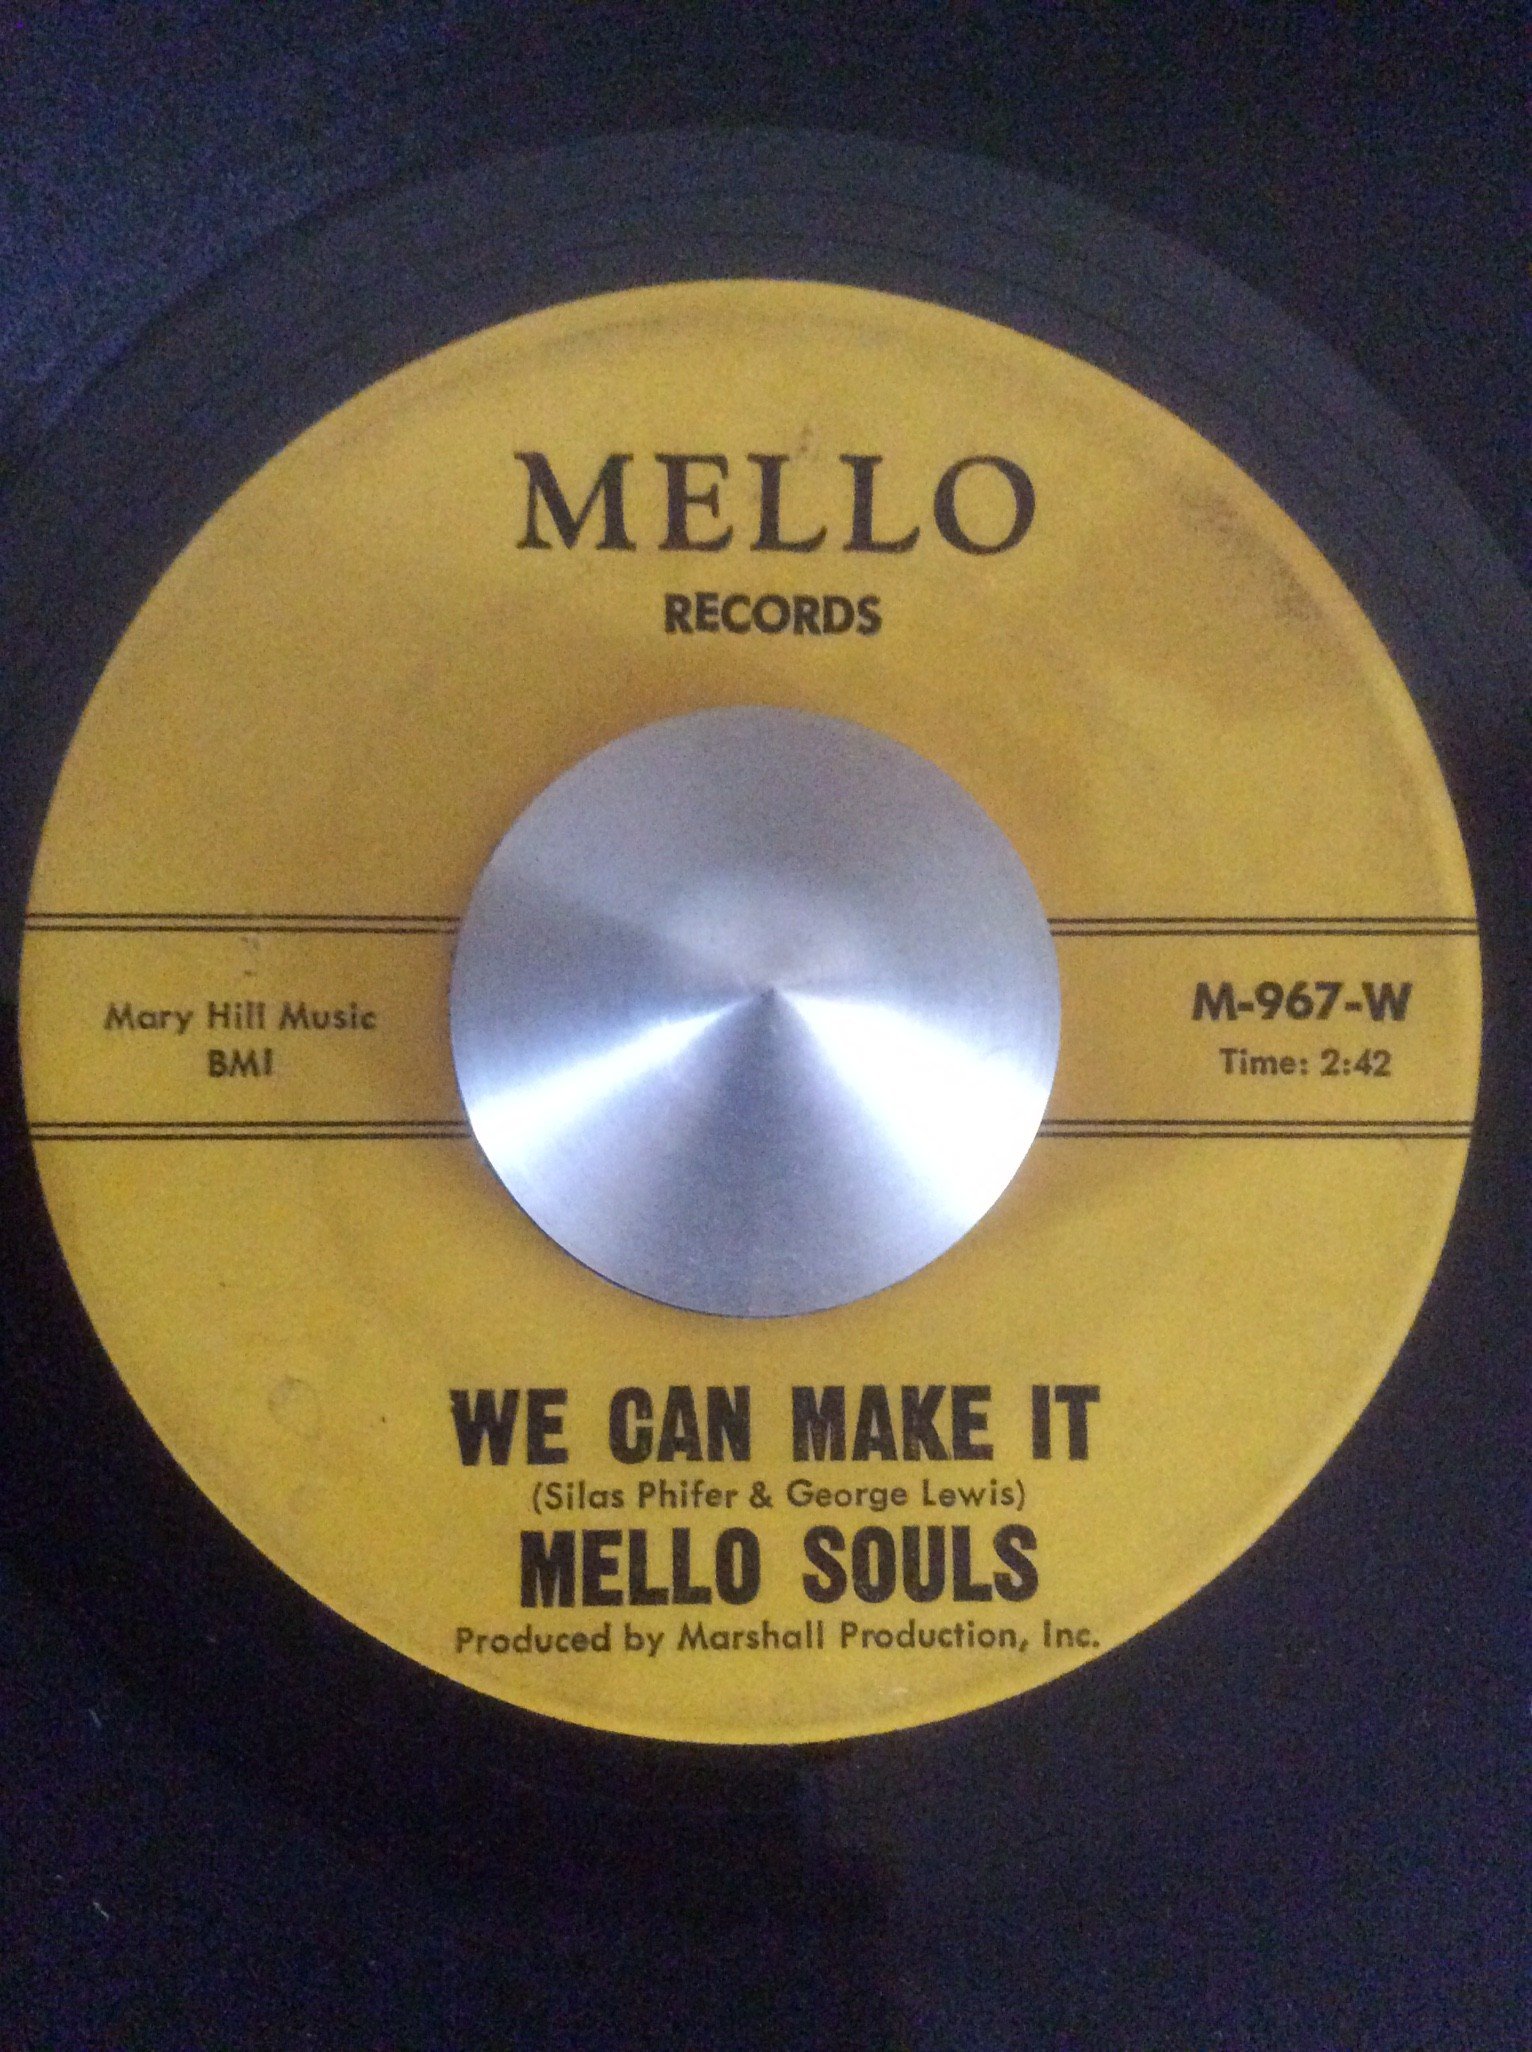 MELLO
RECORDS
Mary Hill Music
BMI
M-967-W
Time: 2:42
WE CAN MAKE IT
(Silas Phifer & George Lewis)
MELLO SOULS
Produced by Marshall Production, Inc.